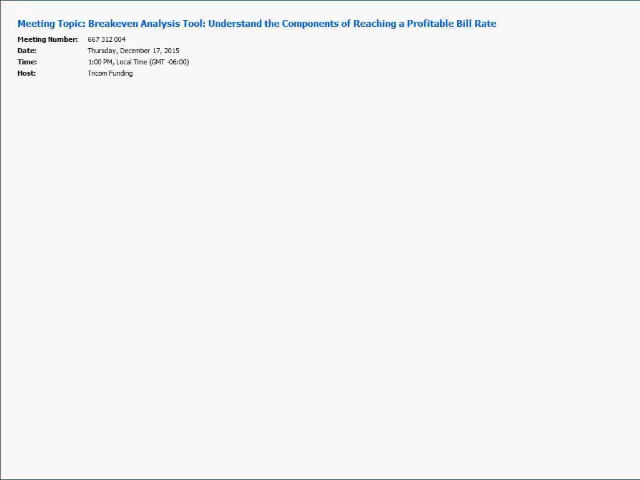 Meeting Topic: Breakeven Analysis Tool: Understand the Components of Reaching a Profitable Bill Rate
Meeting Number: 667 312 004
Date: Thursday, December 17, 2015
Time: 1:00 PM, Local Time (GMT -06:00)
Host: Tricom Funding